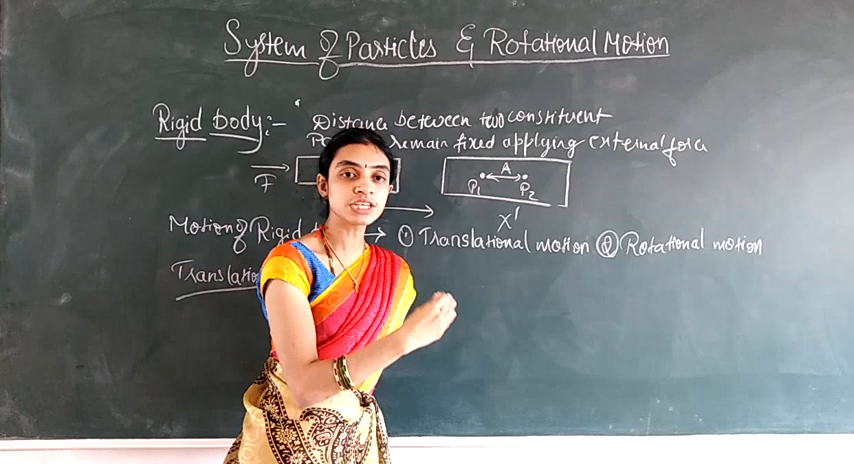 System of Particles & Rotational Motion
Rigid body:- Distance between two constituent
remain fixed applying external force
F A
P1 P2
X'
Motion of Rigid → ① Translational motion ② Rotational motion